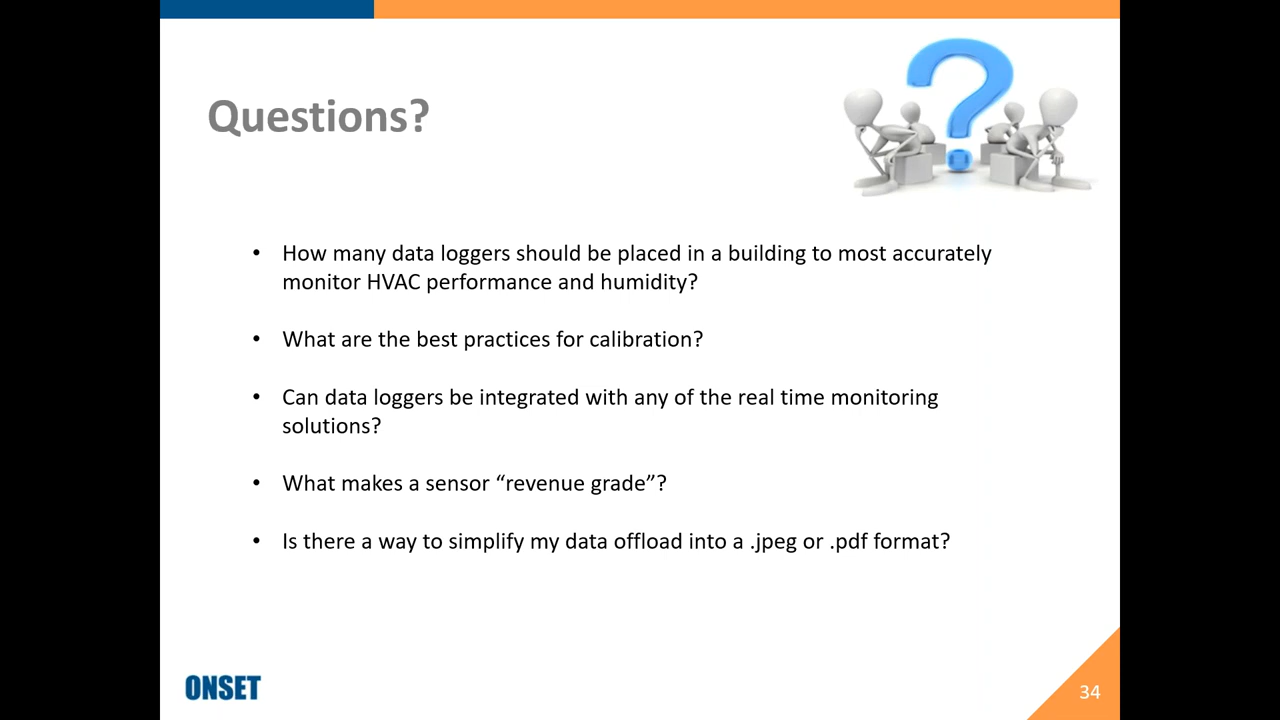 Questions?
• How many data loggers should be placed in a building to most accurately
monitor HVAC performance and humidity?
• What are the best practices for calibration?
• Can data loggers be integrated with any of the real time monitoring
solutions?
• What makes a sensor “revenue grade”?
• Is there a way to simplify my data offload into a .jpeg or .pdf format?
ONSET
34